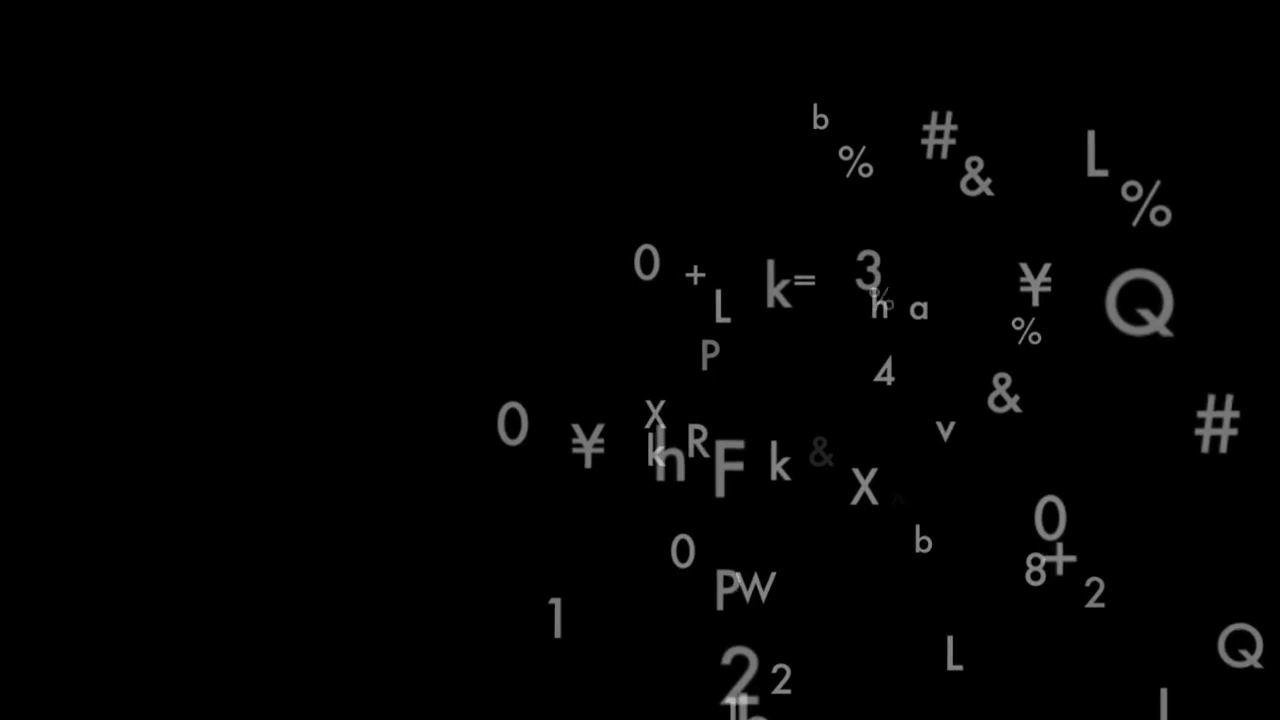 b
% # & L %
0 + L k = 3 h a ¥ % Q
P
4 & #
0 ¥ X k h R F k & X v
b 0 8 + 2
0
P W
1
2 2 L Q